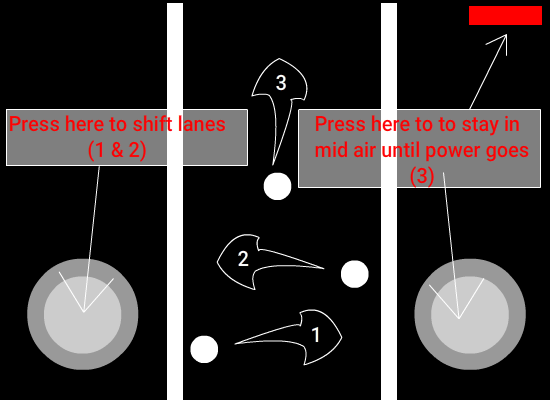 3
Press here to shift lanes
(1 & 2)
Press here to to stay in
mid air until power goes
(3)
2
1